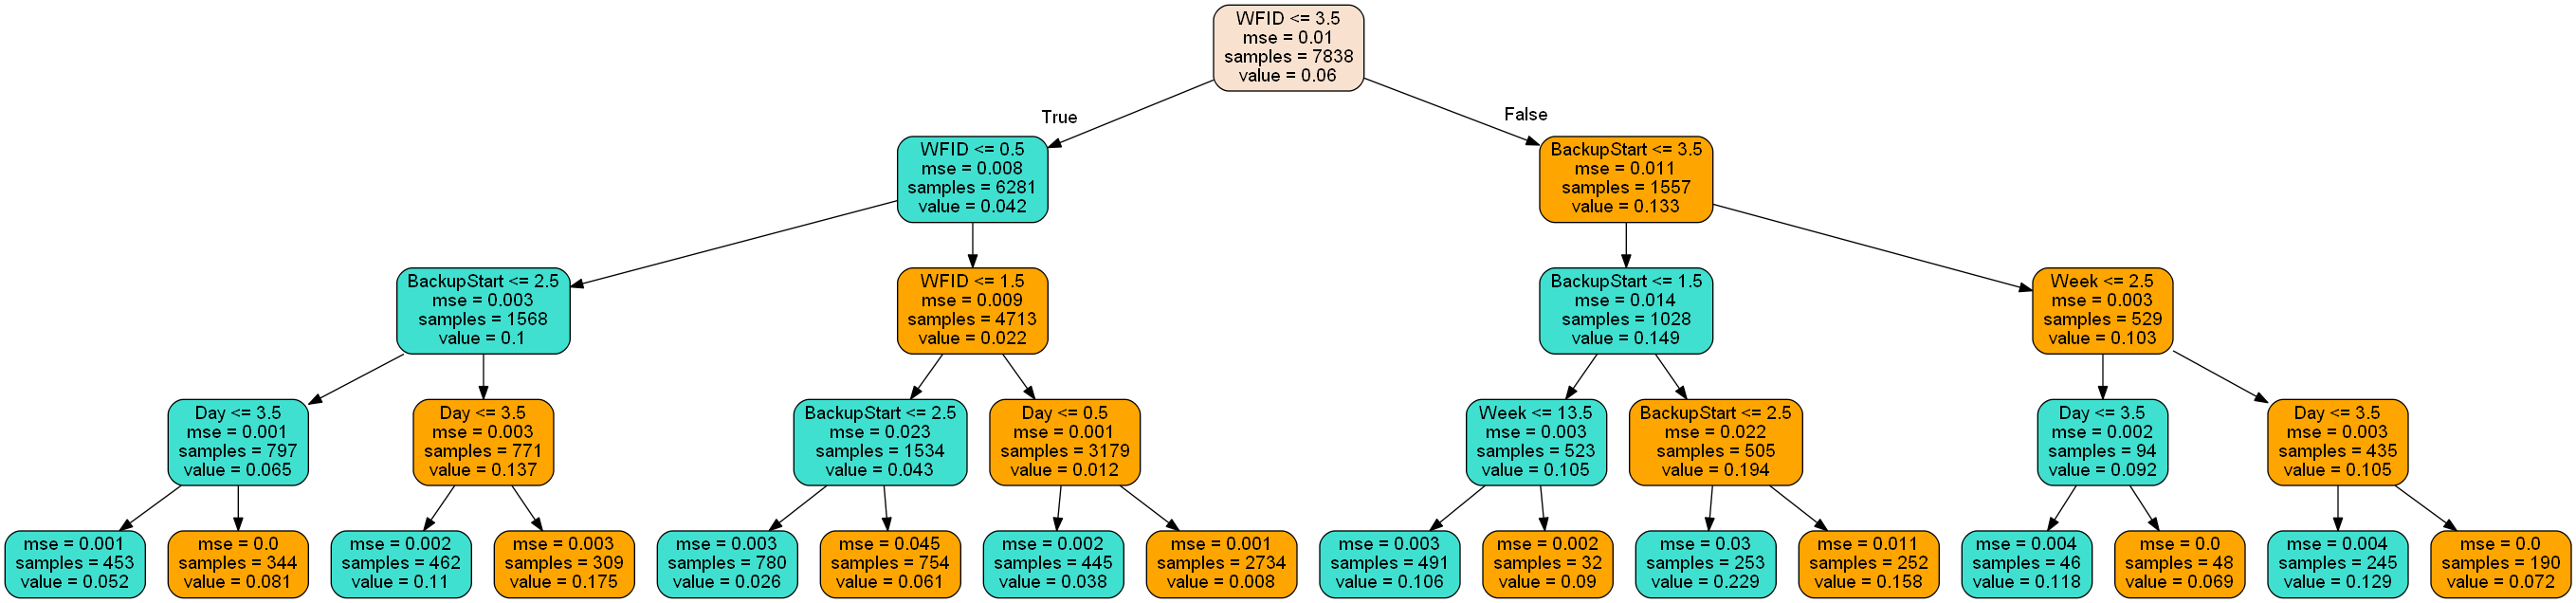 WFID <= 3.5
mse = 0.01
samples = 7838
value = 0.06
True
False
WFID <= 0.5
mse = 0.008
samples = 6281
value = 0.042
BackupStart <= 3.5
mse = 0.011
samples = 1557
value = 0.133
BackupStart <= 2.5
mse = 0.003
samples = 1568
value = 0.1
WFID <= 1.5
mse = 0.009
samples = 4713
value = 0.022
BackupStart <= 1.5
mse = 0.014
samples = 1028
value = 0.149
Week <= 2.5
mse = 0.003
samples = 529
value = 0.103
Day <= 3.5
mse = 0.001
samples = 797
value = 0.065
Day <= 3.5
mse = 0.003
samples = 771
value = 0.137
BackupStart <= 2.5
mse = 0.023
samples = 1534
value = 0.043
Day <= 0.5
mse = 0.001
samples = 3179
value = 0.012
Week <= 13.5
mse = 0.003
samples = 523
value = 0.105
BackupStart <= 2.5
mse = 0.022
samples = 505
value = 0.194
Day <= 3.5
mse = 0.002
samples = 94
value = 0.092
Day <= 3.5
mse = 0.003
samples = 435
value = 0.105
mse = 0.001
samples = 453
value = 0.052
mse = 0.0
samples = 344
value = 0.081
mse = 0.002
samples = 462
value = 0.11
mse = 0.003
samples = 309
value = 0.175
mse = 0.003
samples = 780
value = 0.026
mse = 0.045
samples = 754
value = 0.061
mse = 0.002
samples = 445
value = 0.038
mse = 0.001
samples = 2734
value = 0.008
mse = 0.003
samples = 491
value = 0.106
mse = 0.002
samples = 32
value = 0.09
mse = 0.03
samples = 253
value = 0.229
mse = 0.011
samples = 252
value = 0.158
mse = 0.004
samples = 46
value = 0.118
mse = 0.0
samples = 48
value = 0.069
mse = 0.004
samples = 245
value = 0.129
mse = 0.0
samples = 190
value = 0.072